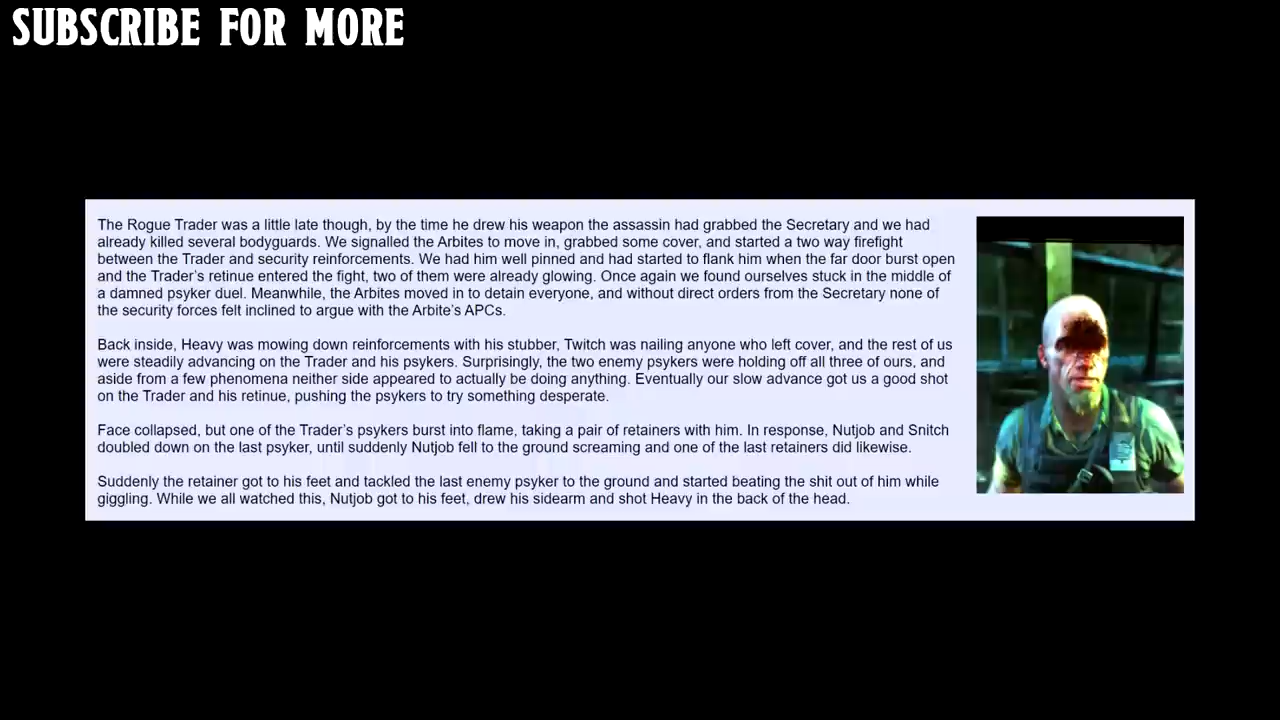 SUBSCRIBE FOR MORE
The Rogue Trader was a little late though, by the time he drew his weapon the assassin had grabbed the Secretary and we had
already killed several bodyguards. We signalled the Arbites to move in, grabbed some cover, and started a two way firefight
between the Trader and security reinforcements. We had him well pinned and had started to flank him when the far door burst open
and the Trader's retinue entered the fight, two of them were already glowing. Once again we found ourselves stuck in the middle of
a damned psyker duel. Meanwhile, the Arbites moved in to detain everyone, and without direct orders from the Secretary none of
the security forces felt inclined to argue with the Arbite's APCs.
Back inside, Heavy was mowing down reinforcements with his stubber, Twitch was nailing anyone who left cover, and the rest of us
were steadily advancing on the Trader and his psykers. Surprisingly, the two enemy psykers were holding off all three of ours, and
aside from a few phenomena neither side appeared to actually be doing anything. Eventually our slow advance got us a good shot
on the Trader and his retinue, pushing the psykers to try something desperate.
Face collapsed, but one of the Trader's psykers burst into flame, taking a pair of retainers with him. In response, Nutjob and Snitch
doubled down on the last psyker, until suddenly Nutjob fell to the ground screaming and one of the last retainers did likewise.
Suddenly the retainer got to his feet and tackled the last enemy psyker to the ground and started beating the shit out of him while
giggling. While we all watched this, Nutjob got to his feet, drew his sidearm and shot Heavy in the back of the head.